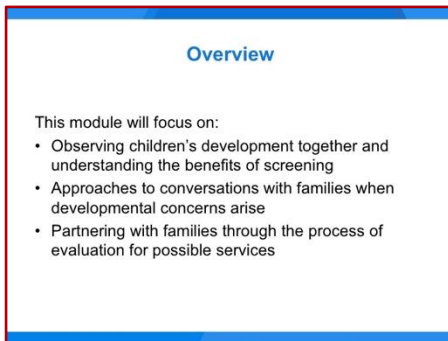 Overview
This module will focus on:
• Observing children's development together and
understanding the benefits of screening
• Approaches to conversations with families when
developmental concerns arise
• Partnering with families through the process of
evaluation for possible services